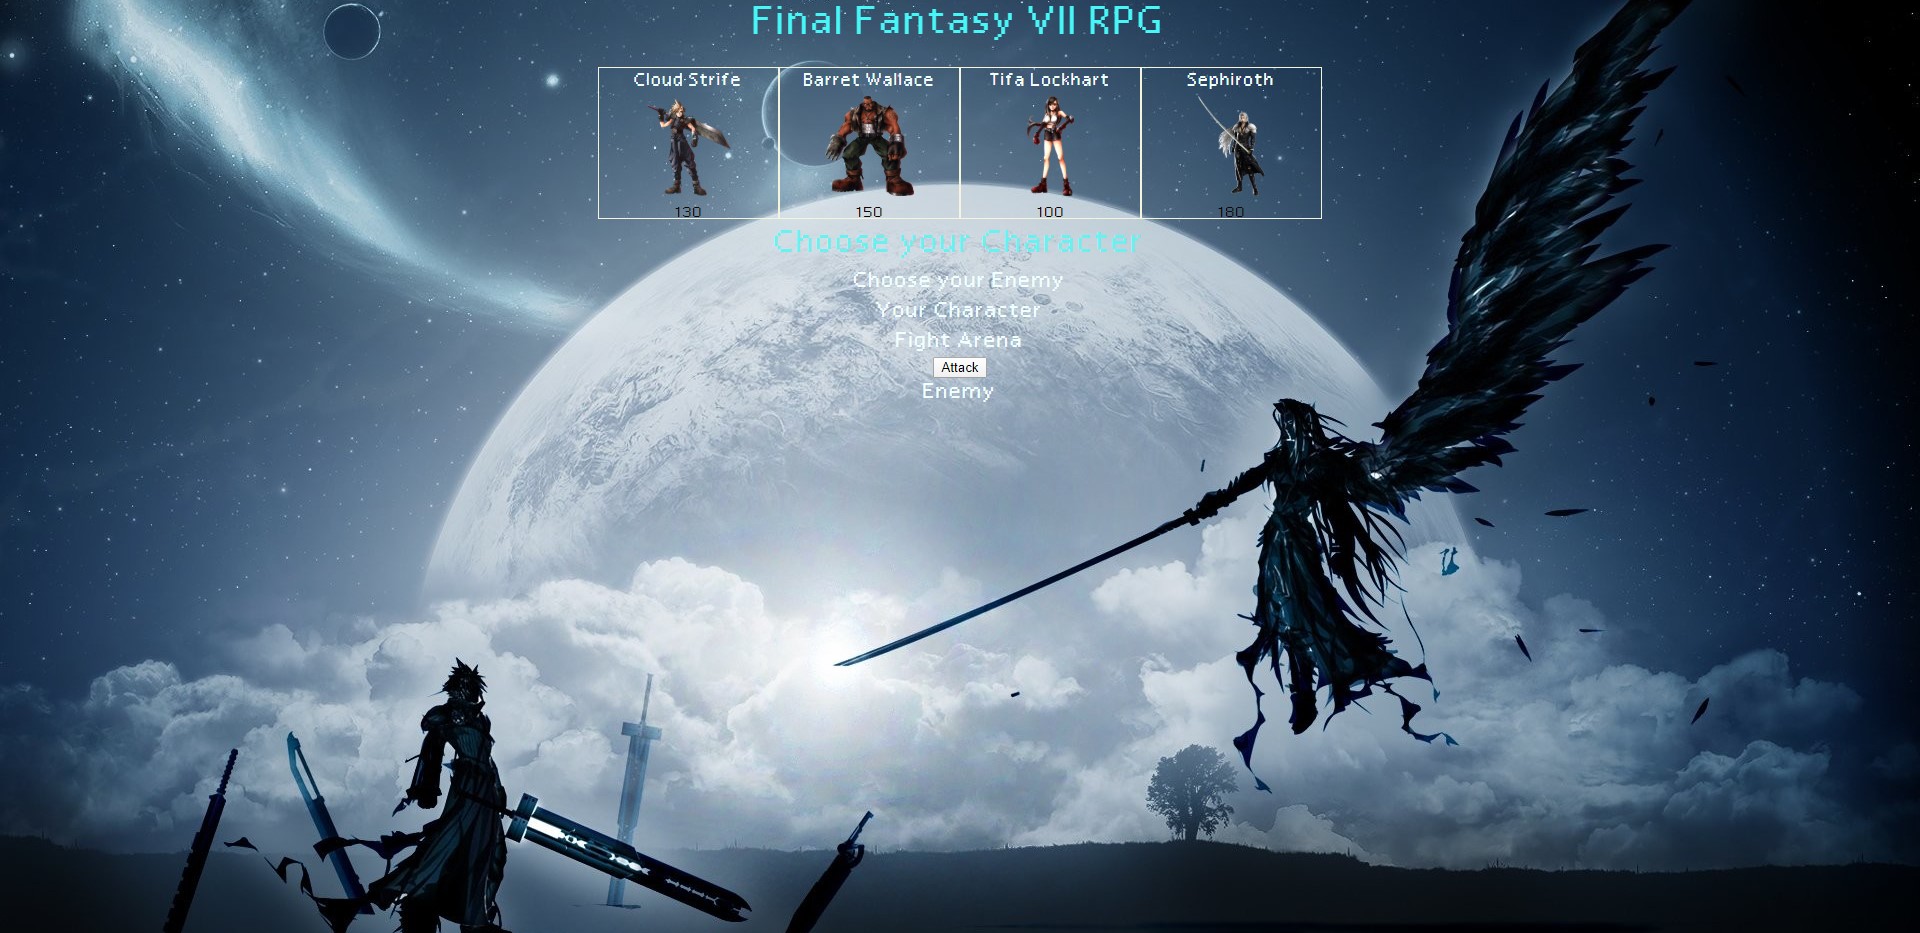 Final Fantasy VII RPG
Cloud Strife
Barret Wallace
Tifa Lockhart
Sephiroth
130
150
100
180
Choose your Character
Choose your Enemy
Your Character
Fight Arena
Attack
Enemy